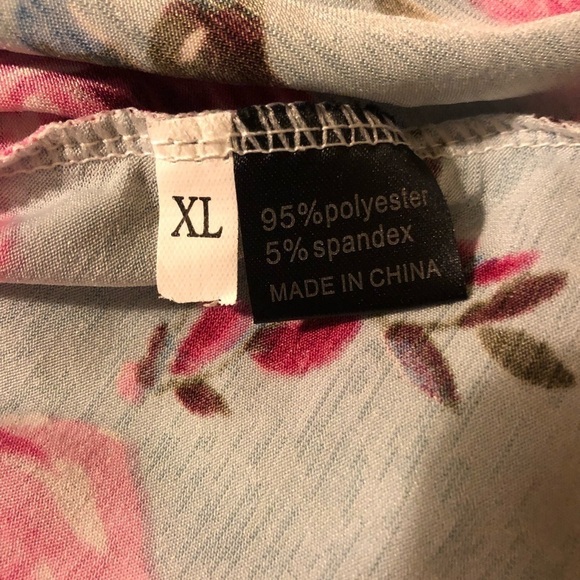 XL
95%polyester
5%spandex
MADE IN CHINA